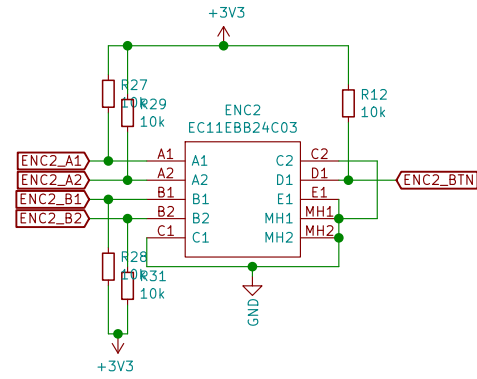 +3V3
R27
10k
R29
10k
R12
10k
ENC2
EC11EBB24C03
ENC2_A1
ENC2_A2
ENC2_B1
ENC2_B2
A1
A2
B1
B2
C1
A1
A2
B1
B2
C1
C2
D1
E1
MH1
MH2
C2
D1
E1
MH1
MH2
ENC2_BTN
R28
10k
R31
10k
GND
+3V3